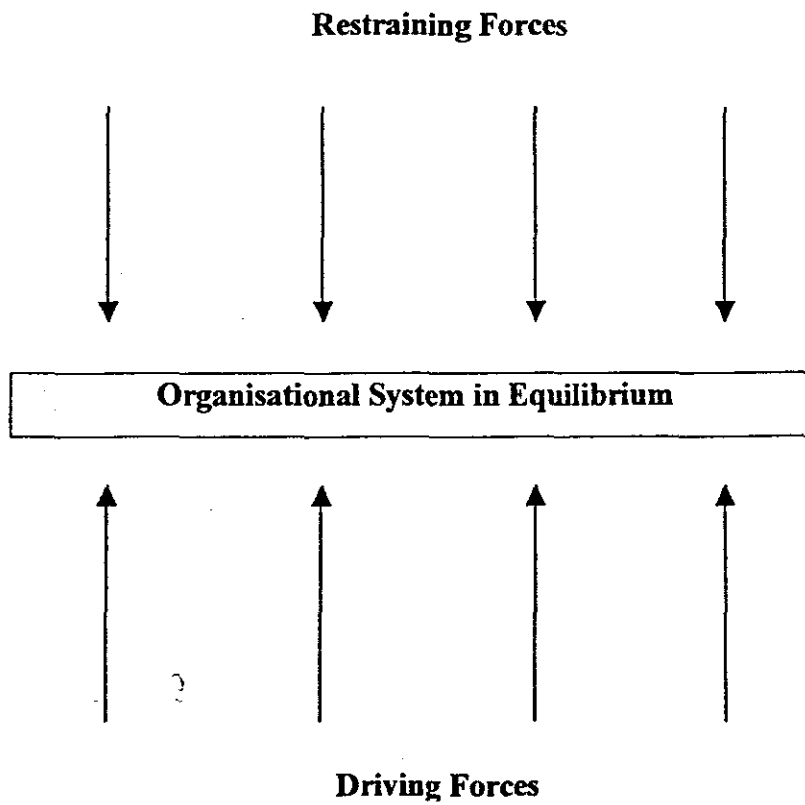 Restraining Forces
Organisational System in Equilibrium
Driving Forces